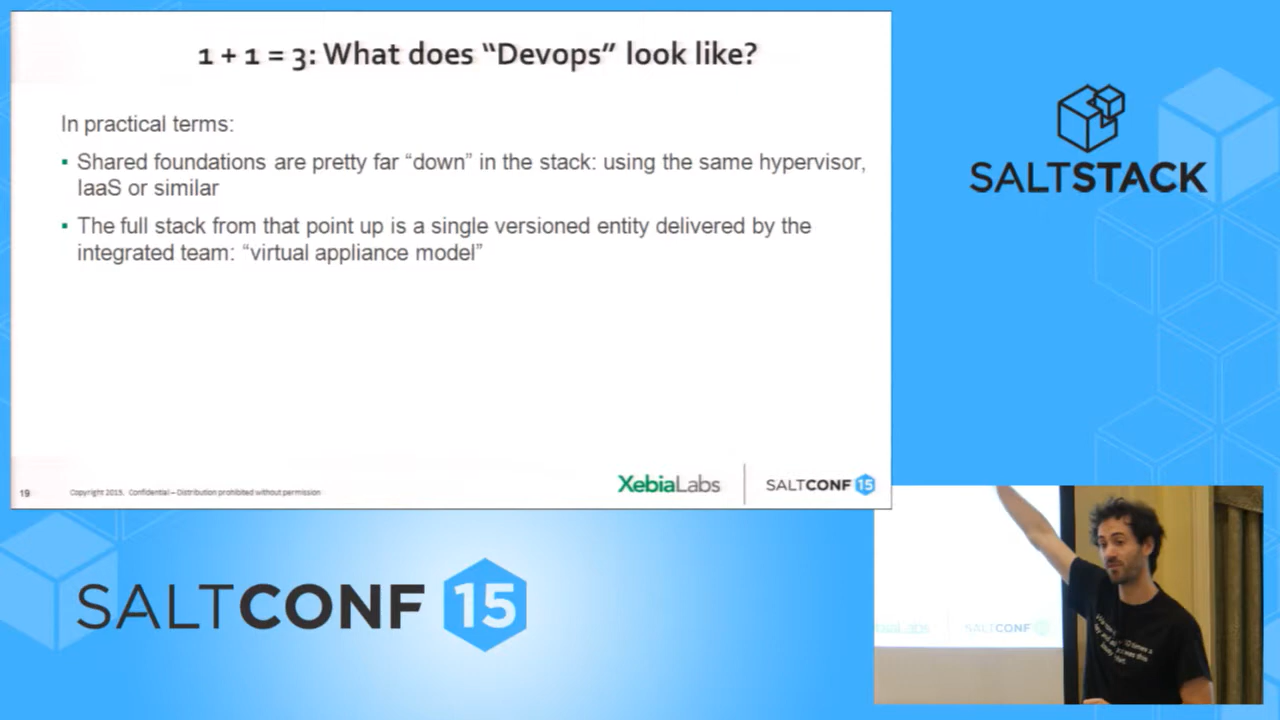 1 + 1 = 3: What does “Devops” look like?
In practical terms:
▪ Shared foundations are pretty far “down” in the stack: using the same hypervisor,
IaaS or similar
▪ The full stack from that point up is a single versioned entity delivered by the
integrated team: “virtual appliance model”
19
Copyright 2015. Confidential – Distribution prohibited without permission
XebiaLabs
SALTCONF 15
SALTSTACK
SALTCONF 15
SALTCONF